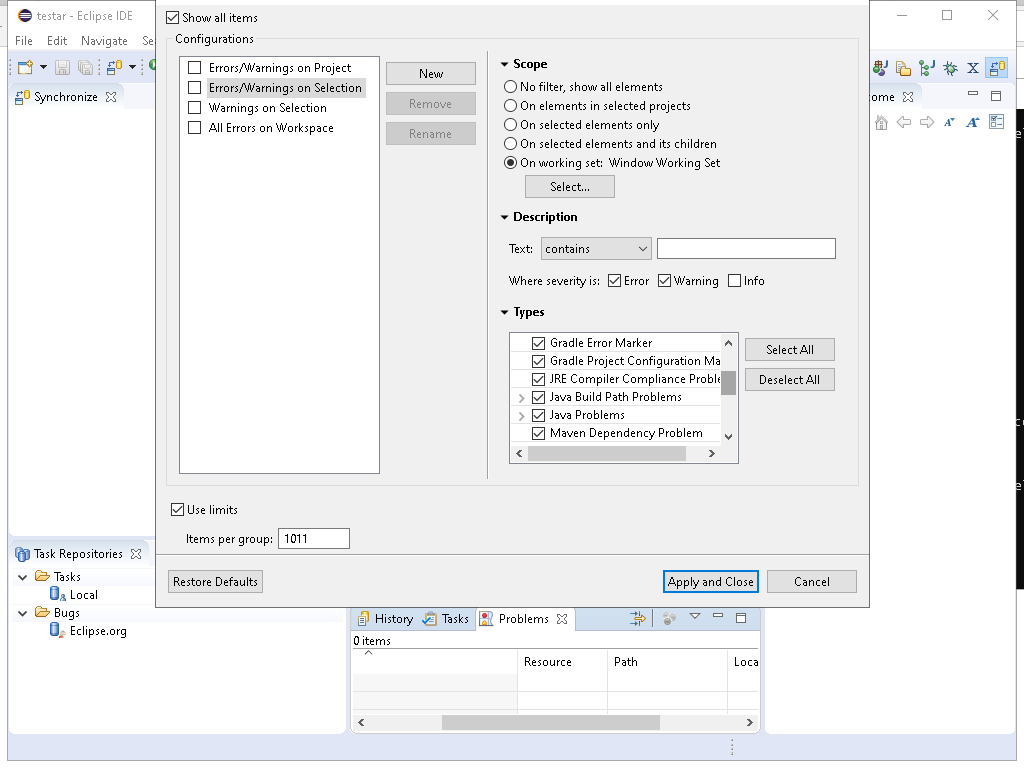 testar - Eclipse IDE
File Edit Navigate Se
Synchronize
Show all items
Configurations
Errors/Warnings on Project
Errors/Warnings on Selection
Warnings on Selection
All Errors on Workspace
New
Remove
Rename
Scope
No filter, show all elements
On elements in selected projects
On selected elements only
On selected elements and its children
On working set: Window Working Set
Select...
Description
Text: contains
Where severity is: Error Warning Info
Types
Gradle Error Marker
Gradle Project Configuration Ma
JRE Compiler Compliance Proble
Java Build Path Problems
Java Problems
Maven Dependency Problem
Select All
Deselect All
Use limits
Items per group: 1011
Restore Defaults
Apply and Close
Cancel
ome
Task Repositories
Tasks
Local
Bugs
Eclipse.org
History Tasks Problems
0 items
Resource Path Loca